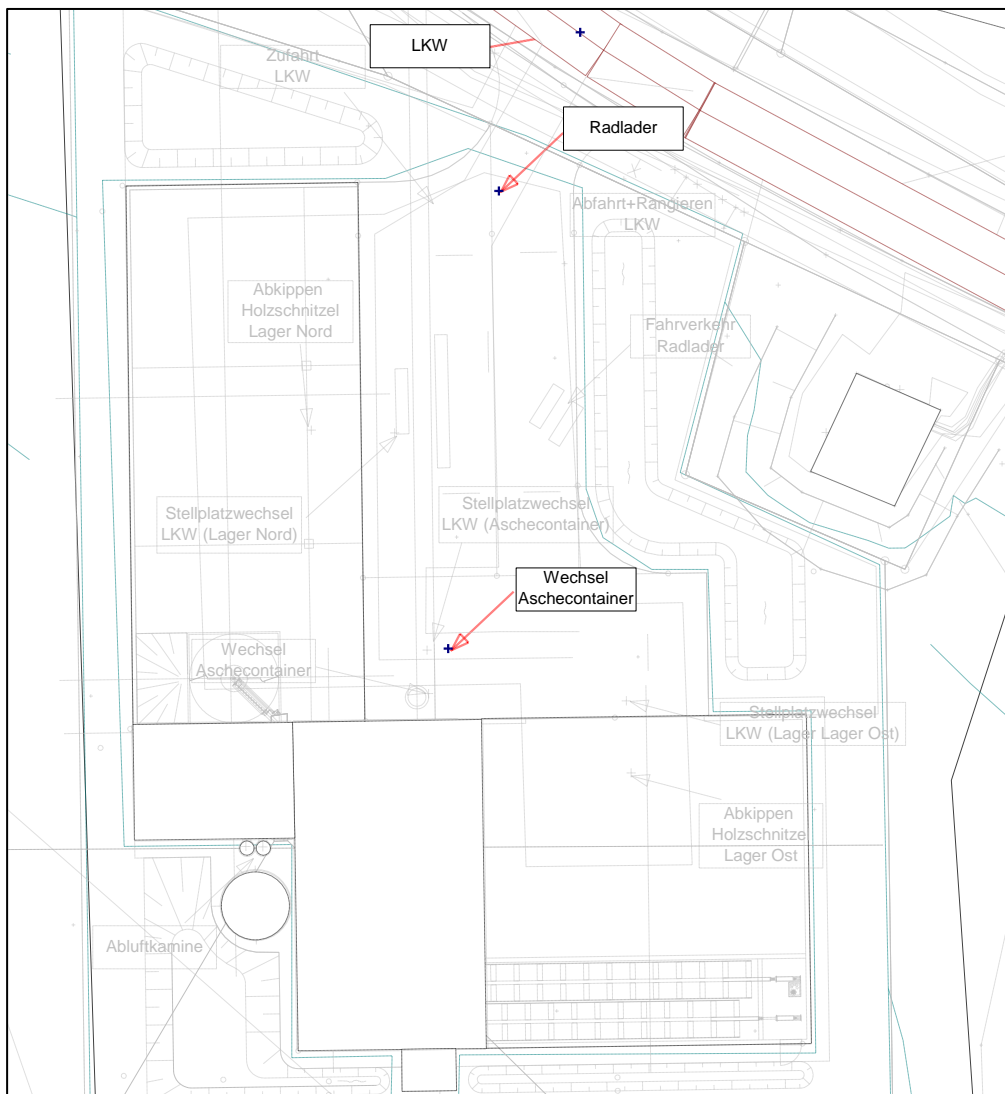 LKW
Zufahrt
LKW
Radlader
Abfahrt+Rangieren
LKW
Abkippen
Holzschnitzel
Lager Nord
Fahrverkehr
Radlader
Stellplatzwechsel
LKW (Lager Nord)
Stellplatzwechsel
LKW (Aschecontainer)
Wechsel
Aschecontainer
Wechsel
Aschecontainer
Stellplatzwechsel
LKW (Lager Lager Ost)
Abkippen
Holzschnitze
Lager Ost
Abluftkamine